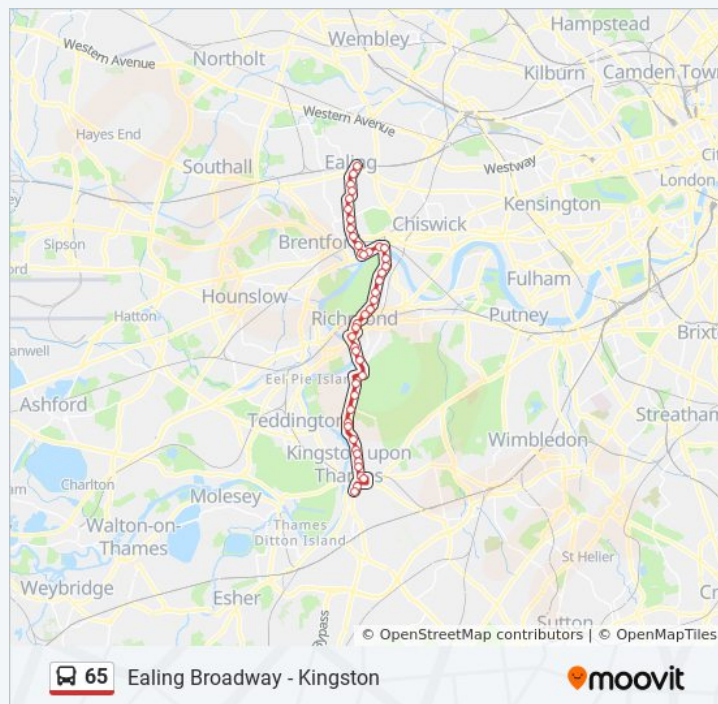 Hampstead
Wembley
Western Avenue
Northolt
Kilburn
Camden Town
Western Avenue
Hayes End
Southall
Ealing
Westway
London
Kensington
Chiswick
Sipson
Brentford
Fulham
Hounslow
Hatton
Richmond
Putney
Eel Pie Island
Ashford
Teddington
Streatham
Wimbledon
Kingston upon
Thames
Charlton
Molesey
Walton-on-
Thames
Thames
Ditton Island
St Helier
Weybridge
Esher
Sutton
© OpenStreetMap contributors | © OpenMapTiles
65 Ealing Broadway - Kingston
moovit